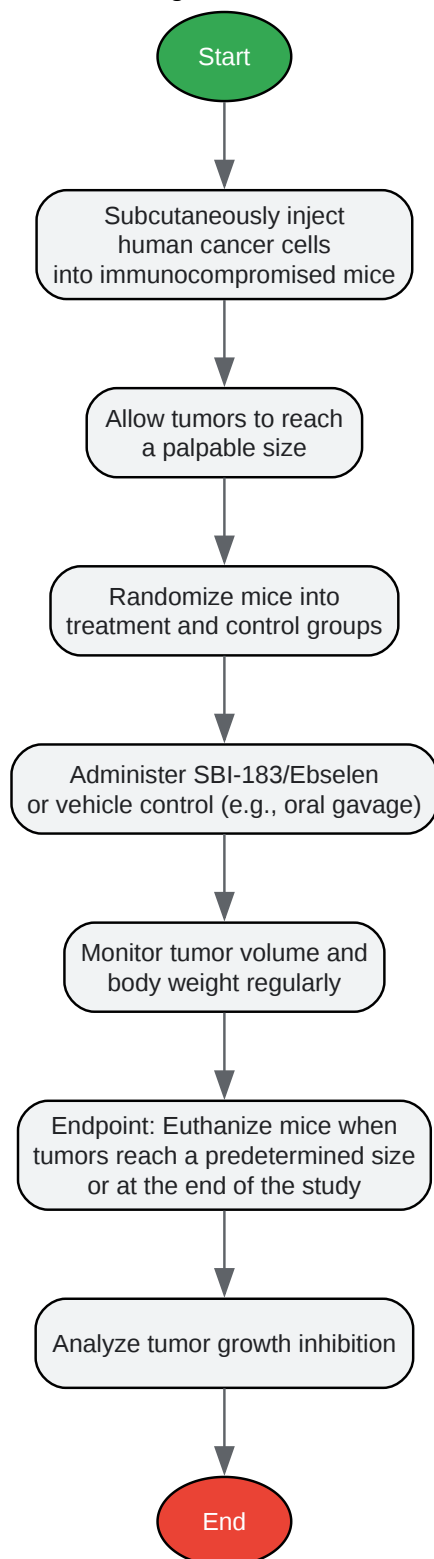 Start
Subcutaneously inject
human cancer cells
into immunocompromised mice
Allow tumors to reach
a palpable size
Randomize mice into
treatment and control groups
Administer SBI-183/Ebselen
or vehicle control (e.g., oral gavage)
Monitor tumor volume and
body weight regularly
Endpoint: Euthanize mice when
tumors reach a predetermined size
or at the end of the study
Analyze tumor growth inhibition
End